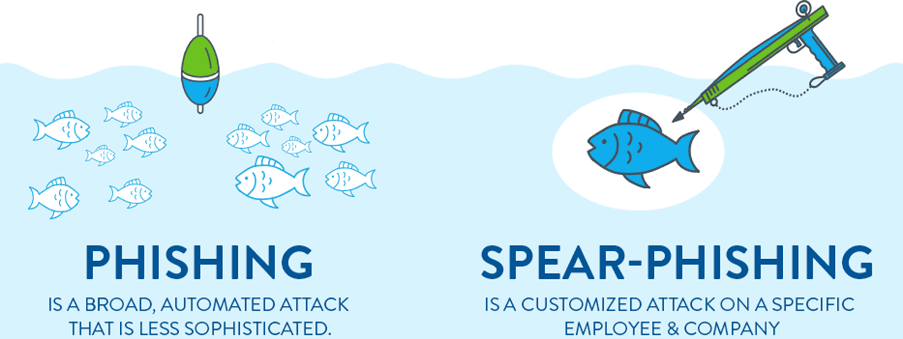 PHISHING
IS A BROAD, AUTOMATED ATTACK
THAT IS LESS SOPHISTICATED.
SPEAR-PHISHING
IS A CUSTOMIZED ATTACK ON A SPECIFIC
EMPLOYEE & COMPANY